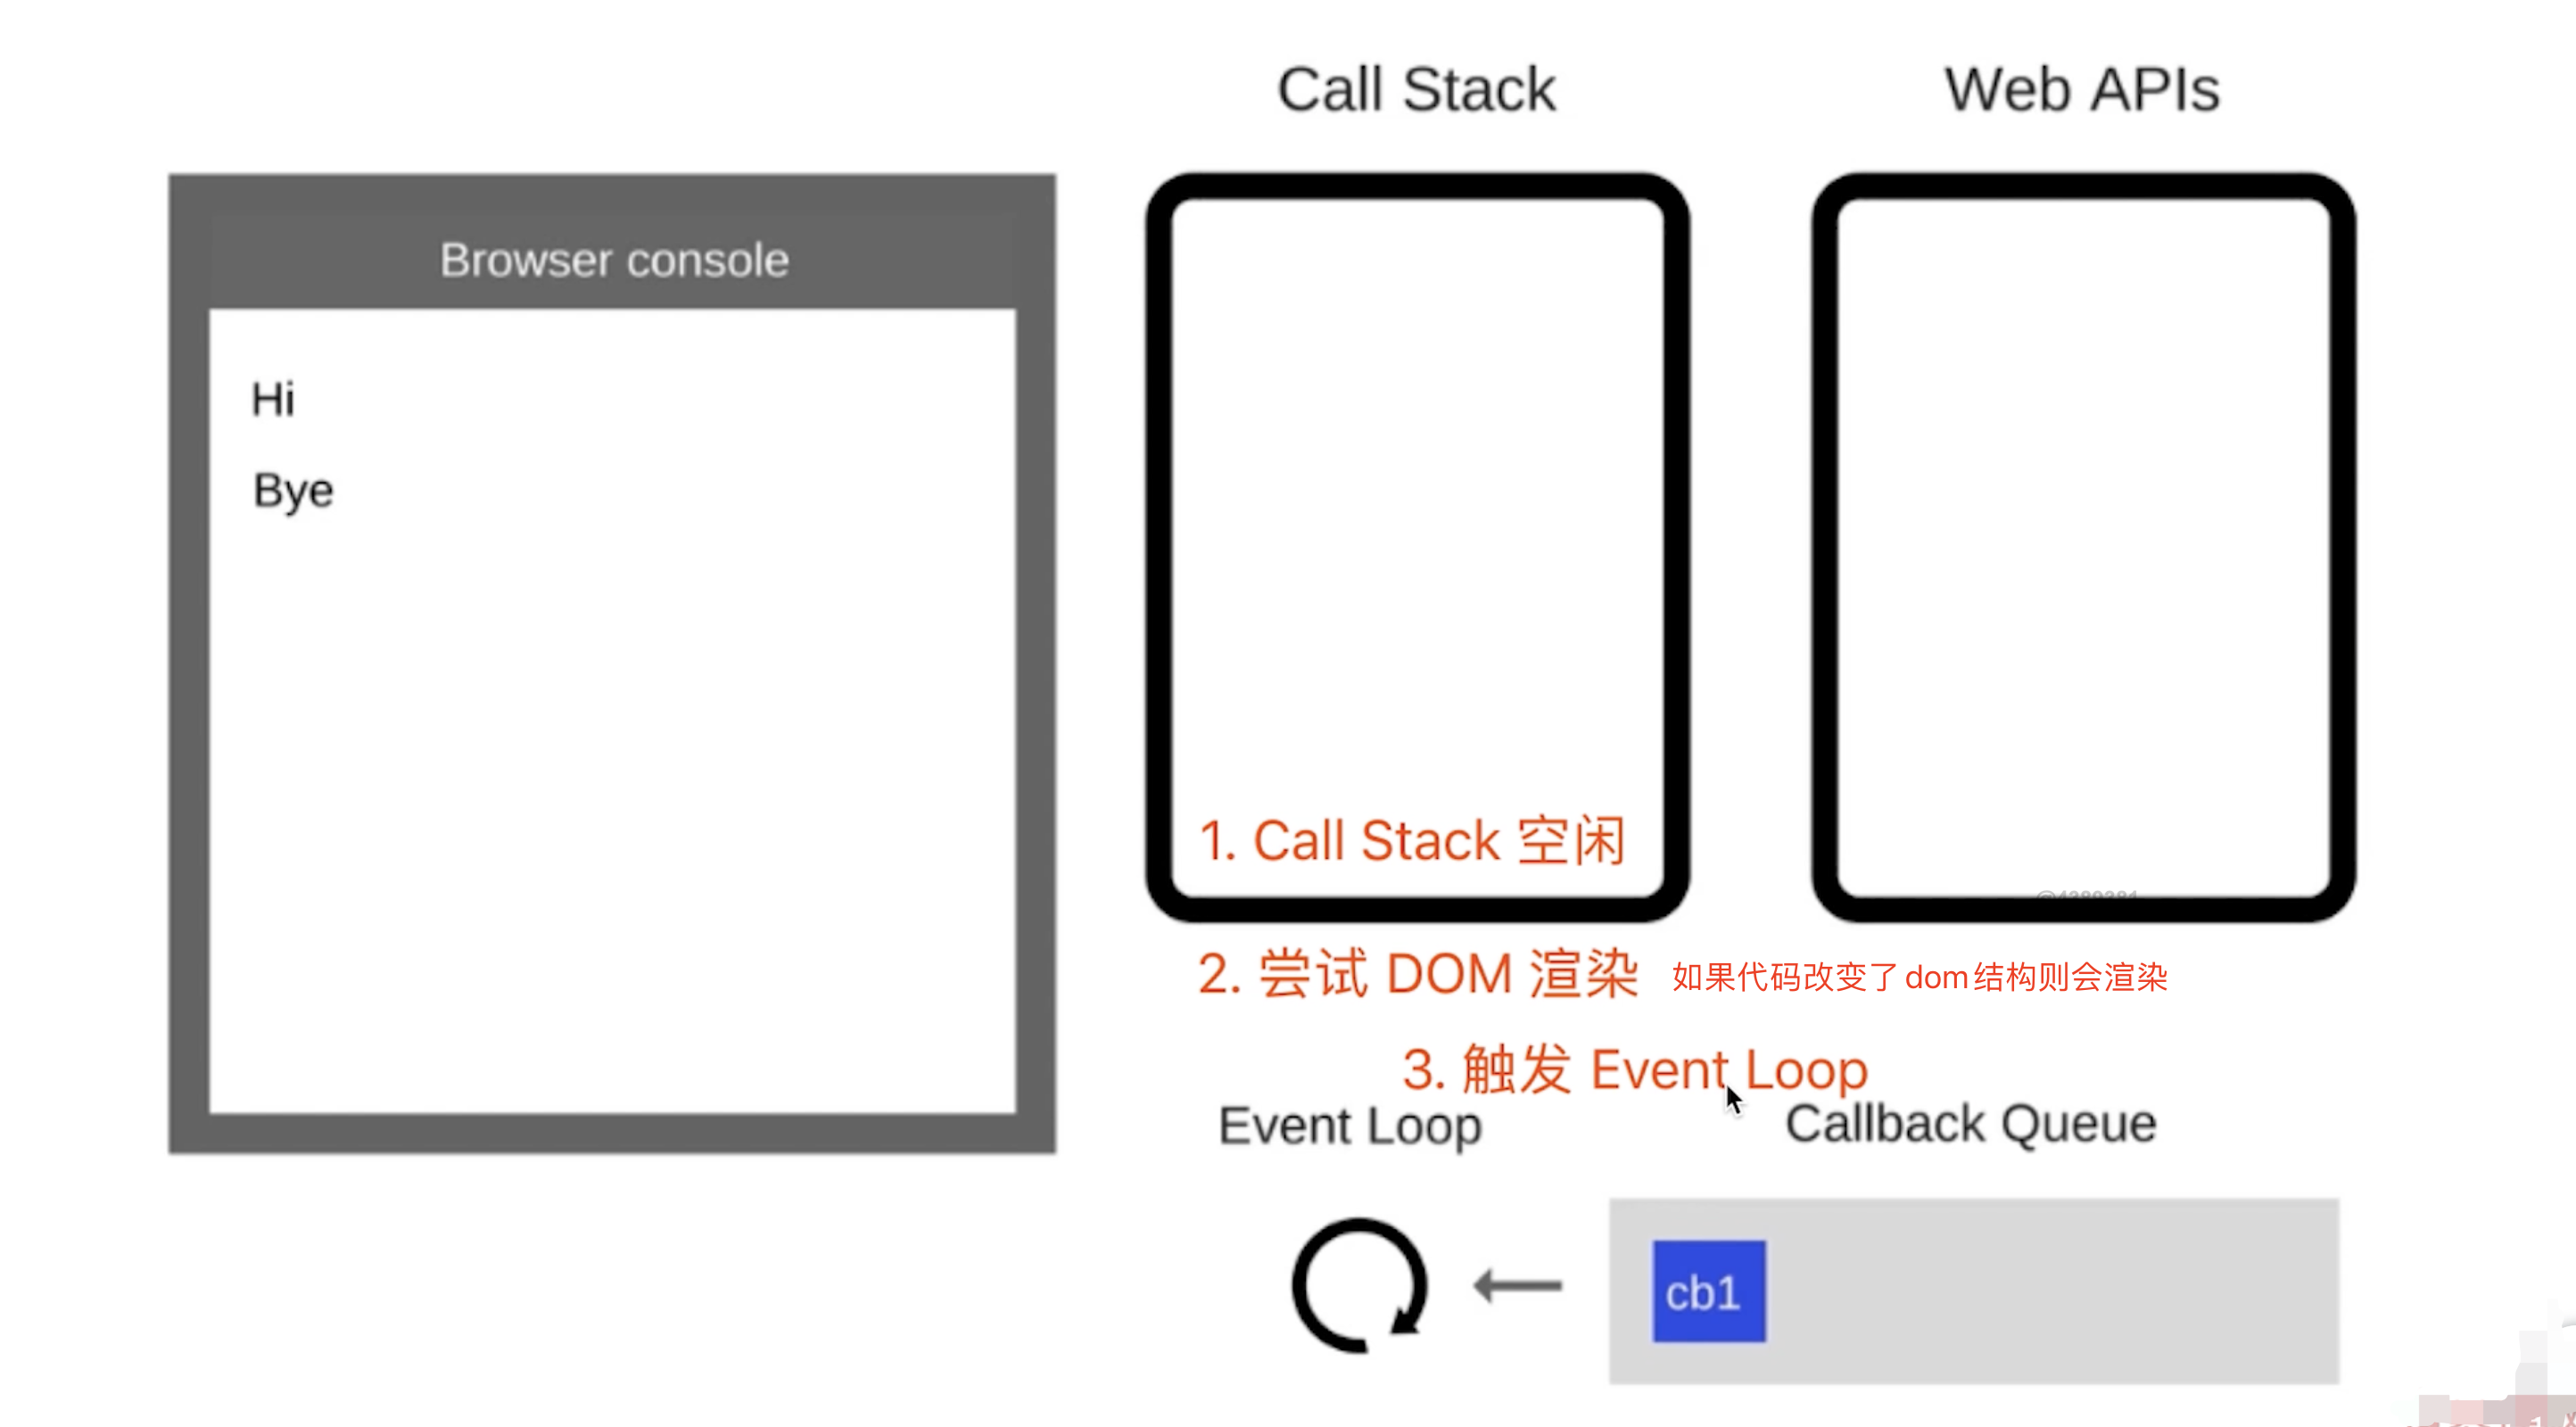 Call Stack
Web APIs
Browser console
Hi
Bye
1. Call Stack 空闲
2. 尝试 DOM 渲染 如果代码改变了dom结构则会渲染
3. 触发 Event Loop
Event Loop
Callback Queue
cb1